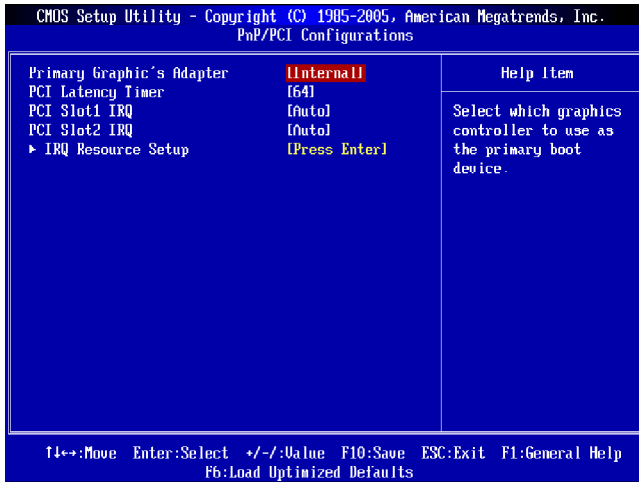 CMOS Setup Utility - Copyright (C) 1985-2005, American Megatrends, Inc.
PnP/PCI Configurations
Primary Graphic's Adapter [Internal]
PCI Latency Timer [64]
PCI Slot1 IRQ [Auto]
PCI Slot2 IRQ [Auto]
► IRQ Resource Setup [Press Enter]
Help Item
Select which graphics
controller to use as
the primary boot
device.
↑↓←→:Move Enter:Select +/-/:Value F10:Save ESC:Exit F1:General Help
F6:Load Optimized Defaults